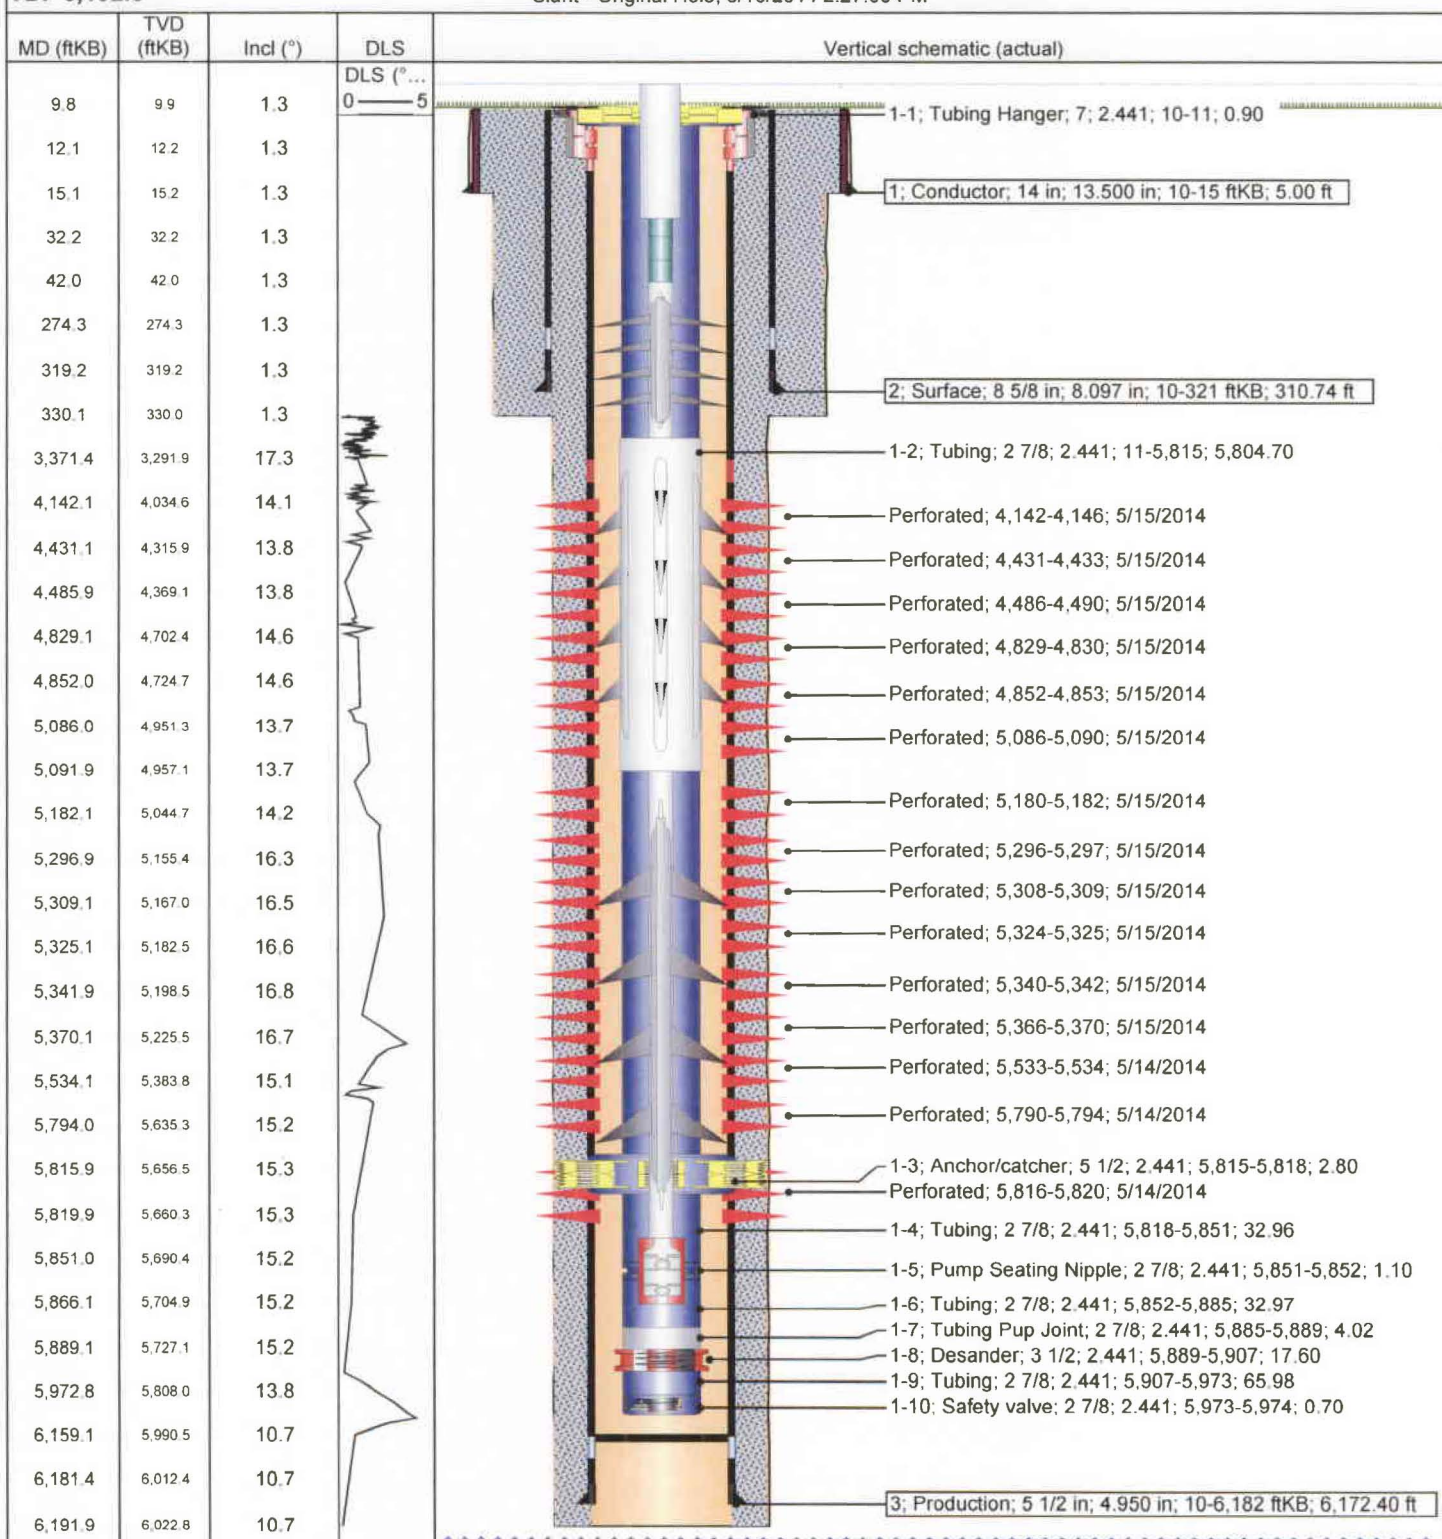 MD (ftKB) TVD (ftKB) Incl (°) DLS Vertical schematic (actual)
DLS (°...
0 5
9.8 9.9 1.3
12.1 12.2 1.3
15.1 15.2 1.3
32.2 32.2 1.3
42.0 42.0 1.3
274.3 274.3 1.3
319.2 319.2 1.3
330.1 330.0 1.3
3,371.4 3,291.9 17.3
4,142.1 4,034.6 14.1
4,431.1 4,315.9 13.8
4,485.9 4,369.1 13.8
4,829.1 4,702.4 14.6
4,852.0 4,724.7 14.6
5,086.0 4,951.3 13.7
5,091.9 4,957.1 13.7
5,182.1 5,044.7 14.2
5,296.9 5,155.4 16.3
5,309.1 5,167.0 16.5
5,325.1 5,182.5 16.6
5,341.9 5,198.5 16.8
5,370.1 5,225.5 16.7
5,534.1 5,383.8 15.1
5,794.0 5,635.3 15.2
5,815.9 5,656.5 15.3
5,819.9 5,660.3 15.3
5,851.0 5,690.4 15.2
5,866.1 5,704.9 15.2
5,889.1 5,727.1 15.2
5,972.8 5,808.0 13.8
6,159.1 5,990.5 10.7
6,181.4 6,012.4 10.7
6,191.9 6,022.8 10.7
1-1; Tubing Hanger; 7; 2.441; 10-11; 0.90
1; Conductor; 14 in; 13.500 in; 10-15 ftKB; 5.00 ft
2; Surface; 8 5/8 in; 8.097 in; 10-321 ftKB; 310.74 ft
1-2; Tubing; 2 7/8; 2.441; 11-5,815; 5,804.70
Perforated; 4,142-4,146; 5/15/2014
Perforated; 4,431-4,433; 5/15/2014
Perforated; 4,486-4,490; 5/15/2014
Perforated; 4,829-4,830; 5/15/2014
Perforated; 4,852-4,853; 5/15/2014
Perforated; 5,086-5,090; 5/15/2014
Perforated; 5,180-5,182; 5/15/2014
Perforated; 5,296-5,297; 5/15/2014
Perforated; 5,308-5,309; 5/15/2014
Perforated; 5,324-5,325; 5/15/2014
Perforated; 5,340-5,342; 5/15/2014
Perforated; 5,366-5,370; 5/15/2014
Perforated; 5,533-5,534; 5/14/2014
Perforated; 5,790-5,794; 5/14/2014
1-3; Anchor/catcher; 5 1/2; 2.441; 5,815-5,818; 2.80
Perforated; 5,816-5,820; 5/14/2014
1-4; Tubing; 2 7/8; 2.441; 5,818-5,851; 32.96
1-5; Pump Seating Nipple; 2 7/8; 2.441; 5,851-5,852; 1.10
1-6; Tubing; 2 7/8; 2.441; 5,852-5,885; 32.97
1-7; Tubing Pup Joint; 2 7/8; 2.441; 5,885-5,889; 4.02
1-8; Desander; 3 1/2; 2.441; 5,889-5,907; 17.60
1-9; Tubing; 2 7/8; 2.441; 5,907-5,973; 65.98
1-10; Safety valve; 2 7/8; 2.441; 5,973-5,974; 0.70
3; Production; 5 1/2 in; 4.950 in; 10-6,182 ftKB; 6,172.40 ft